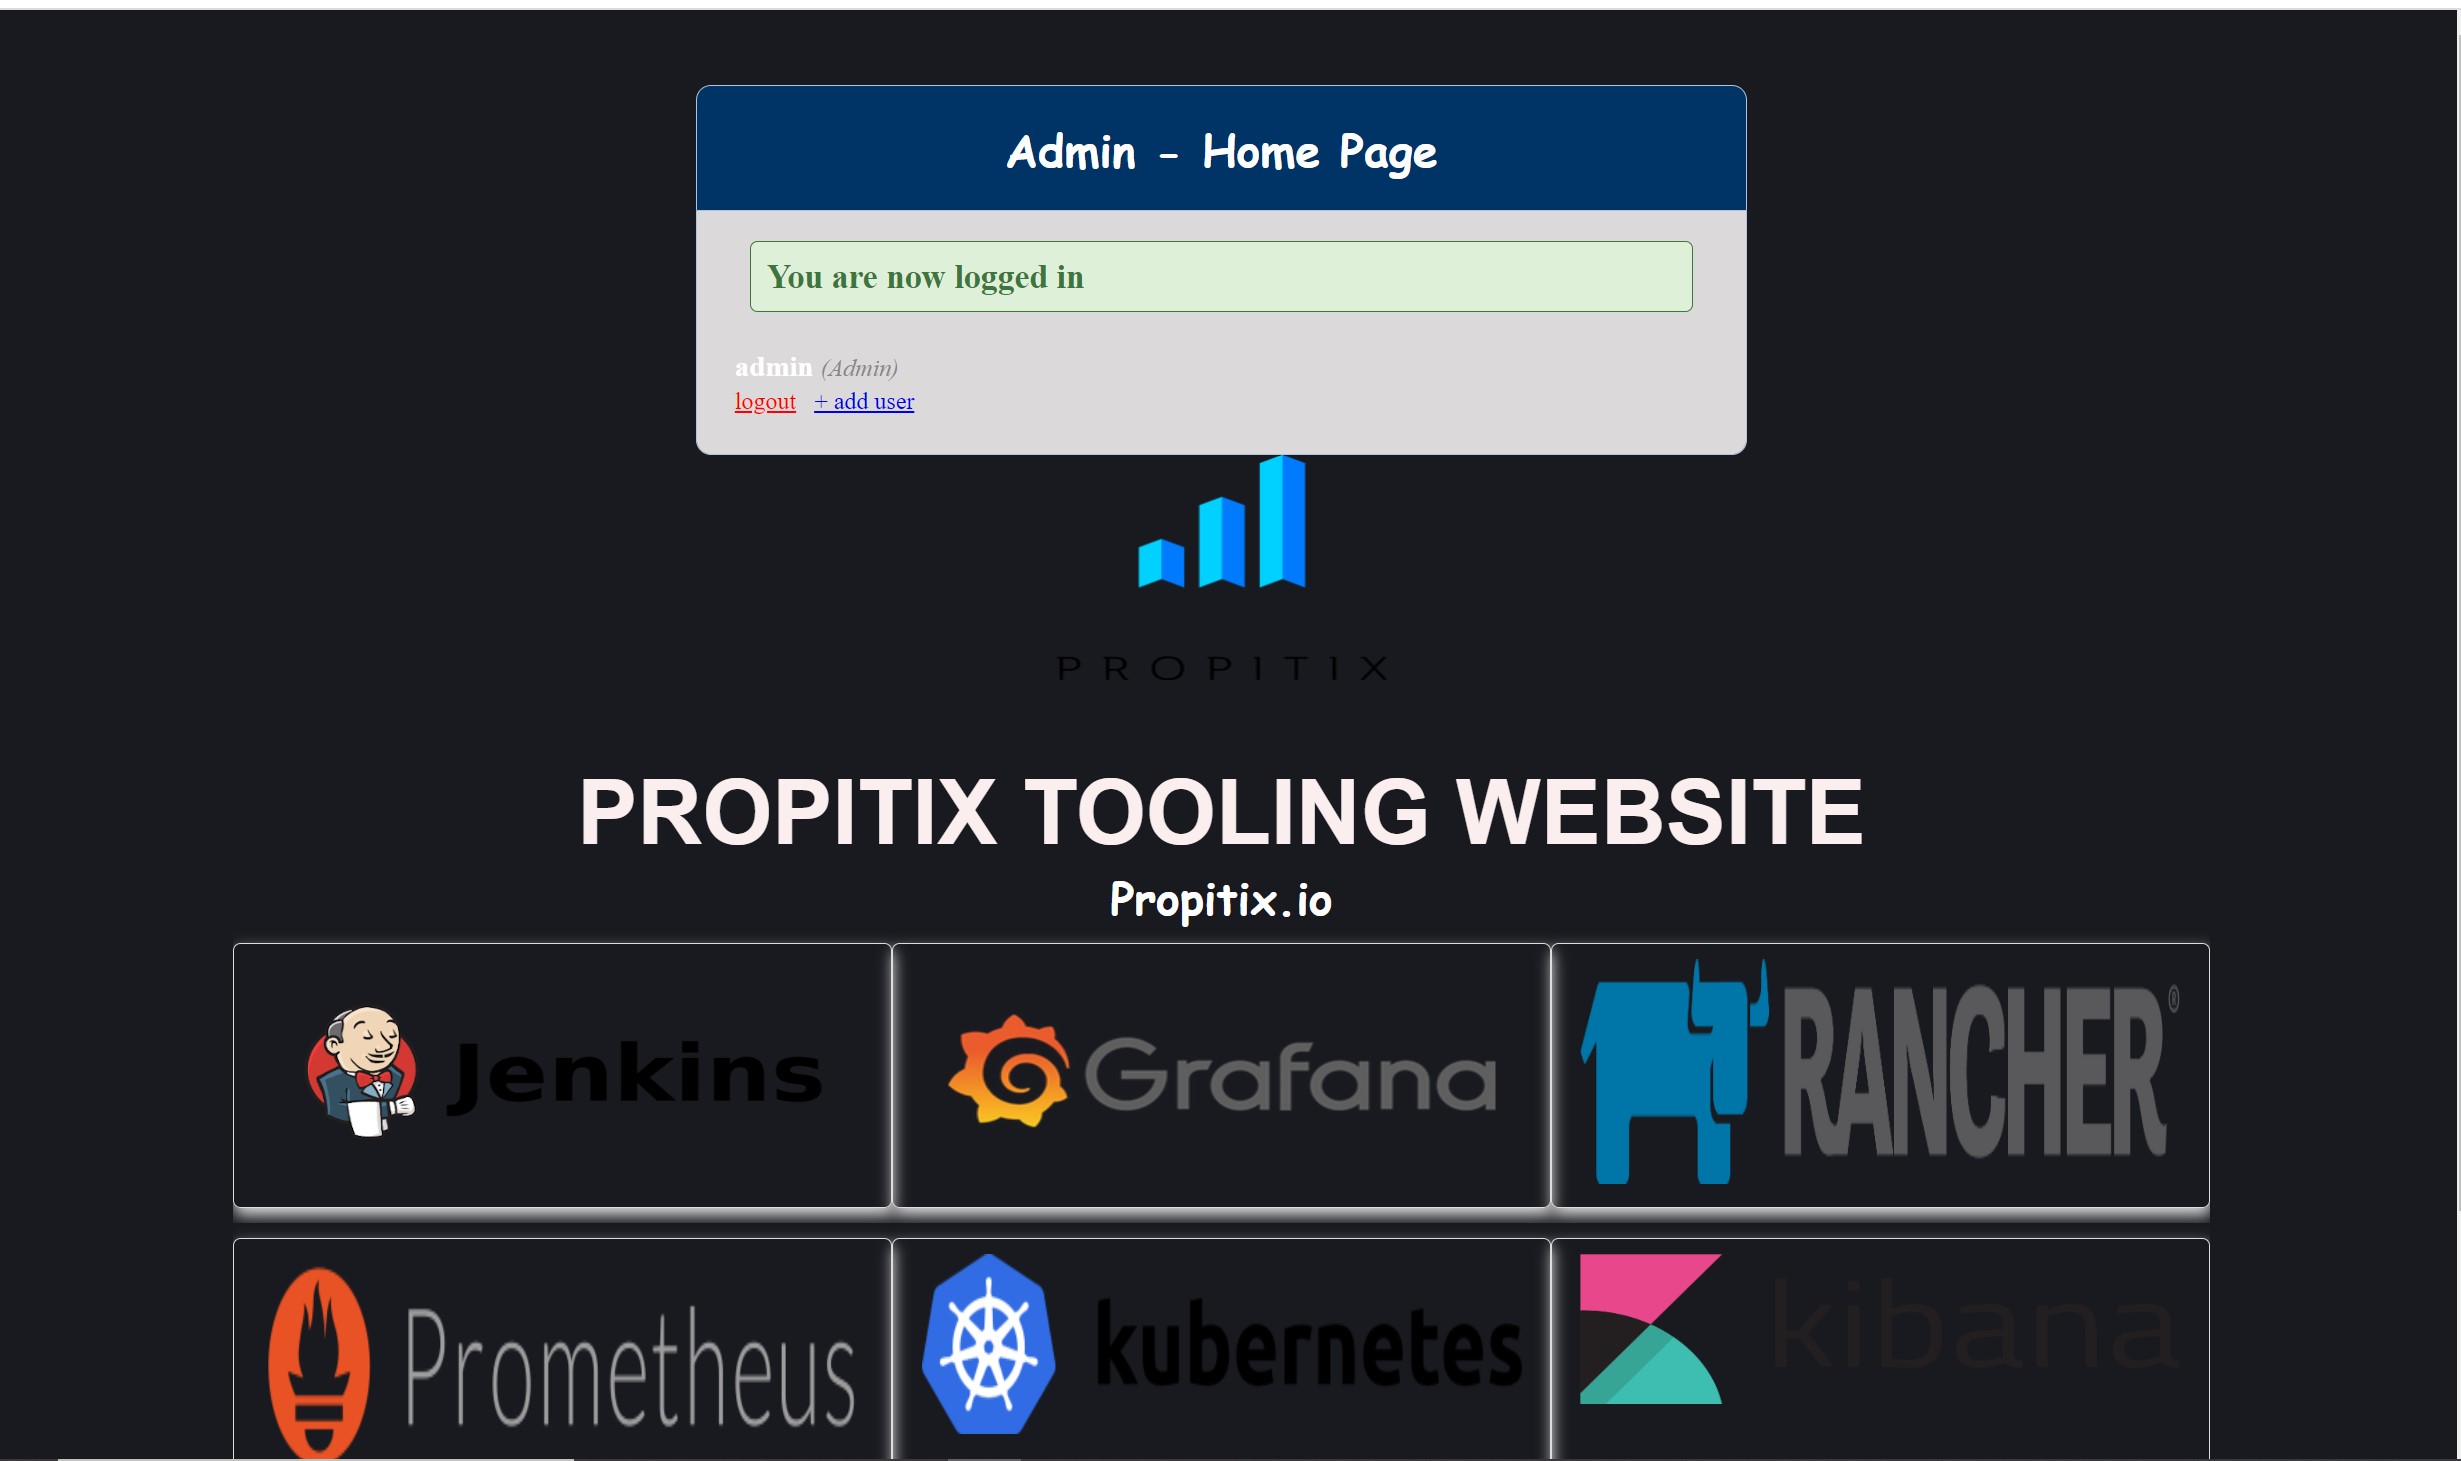 Admin - Home Page
You are now logged in
admin (Admin)
logout + add user
PROPITIX
PROPITIX TOOLING WEBSITE
Propitix.io
Jenkins
Grafana
RANCHER®
Prometheus
kubernetes
kibana